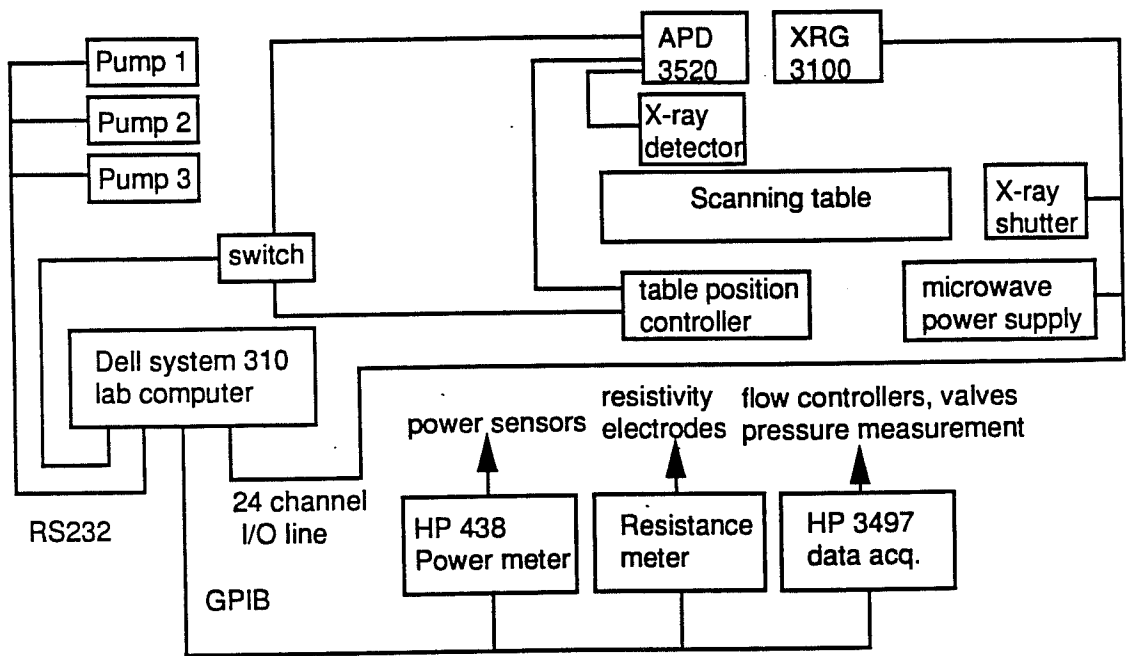 Pump 1
Pump 2
Pump 3
APD
3520
XRG
3100
X-ray
detector
Scanning table
X-ray
shutter
switch
table position
controller
microwave
power supply
Dell system 310
lab computer
power sensors
resistivity
electrodes
flow controllers, valves
pressure measurement
RS232
24 channel
I/O line
HP 438
Power meter
Resistance
meter
HP 3497
data acq.
GPIB